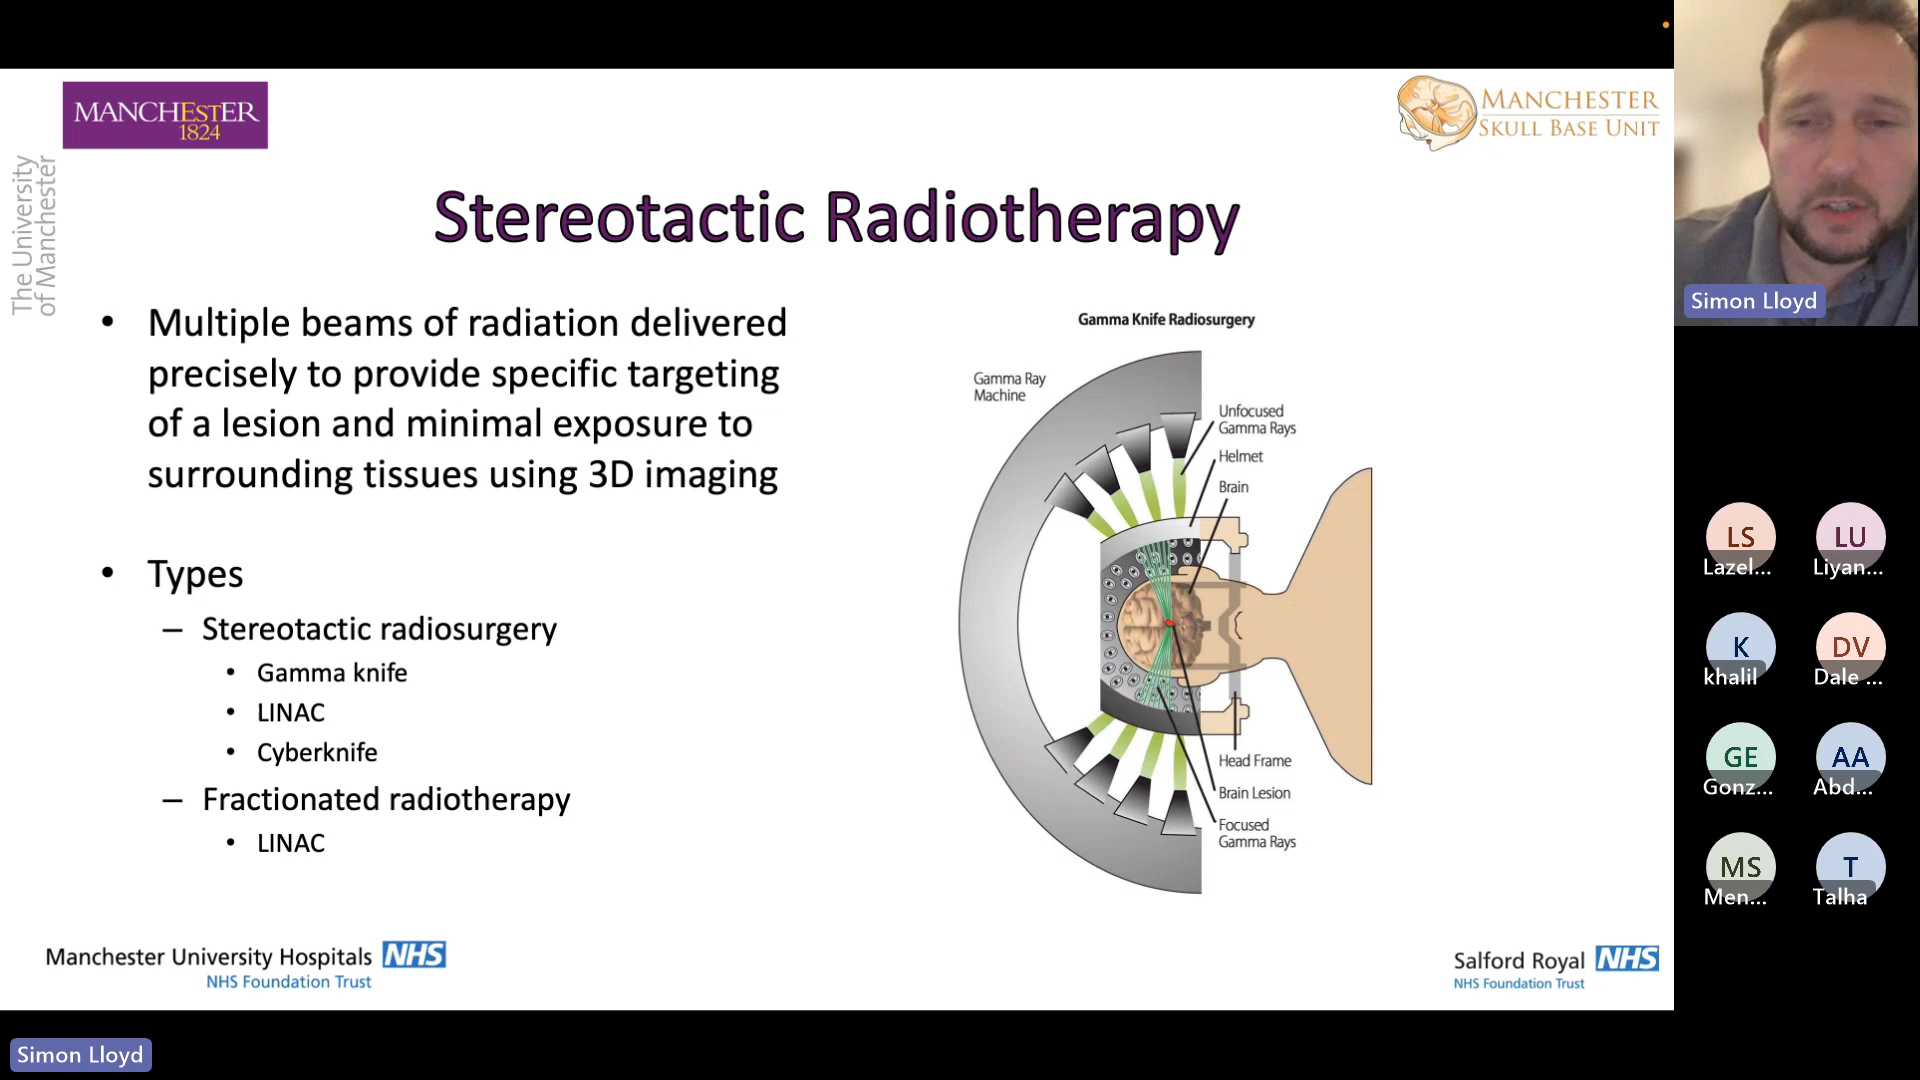 MANCHESTER
1824
The University
of Manchester
MANCHESTER
SKULL BASE UNIT
Stereotactic Radiotherapy
• Multiple beams of radiation delivered
precisely to provide specific targeting
of a lesion and minimal exposure to
surrounding tissues using 3D imaging
• Types
– Stereotactic radiosurgery
• Gamma knife
• LINAC
• Cyberknife
– Fractionated radiotherapy
• LINAC
Gamma Knife Radiosurgery
Gamma Ray
Machine
Unfocused
Gamma Rays
Helmet
Brain
Head Frame
Brain Lesion
Focused
Gamma Rays
Manchester University Hospitals NHS
NHS Foundation Trust
Salford Royal NHS
NHS Foundation Trust
Simon Lloyd
LS
Lazel...
LU
Liyan...
K
khalil
DV
Dale ...
GE
Gonz...
AA
Abd...
MS
Men...
T
Talha
Simon Lloyd